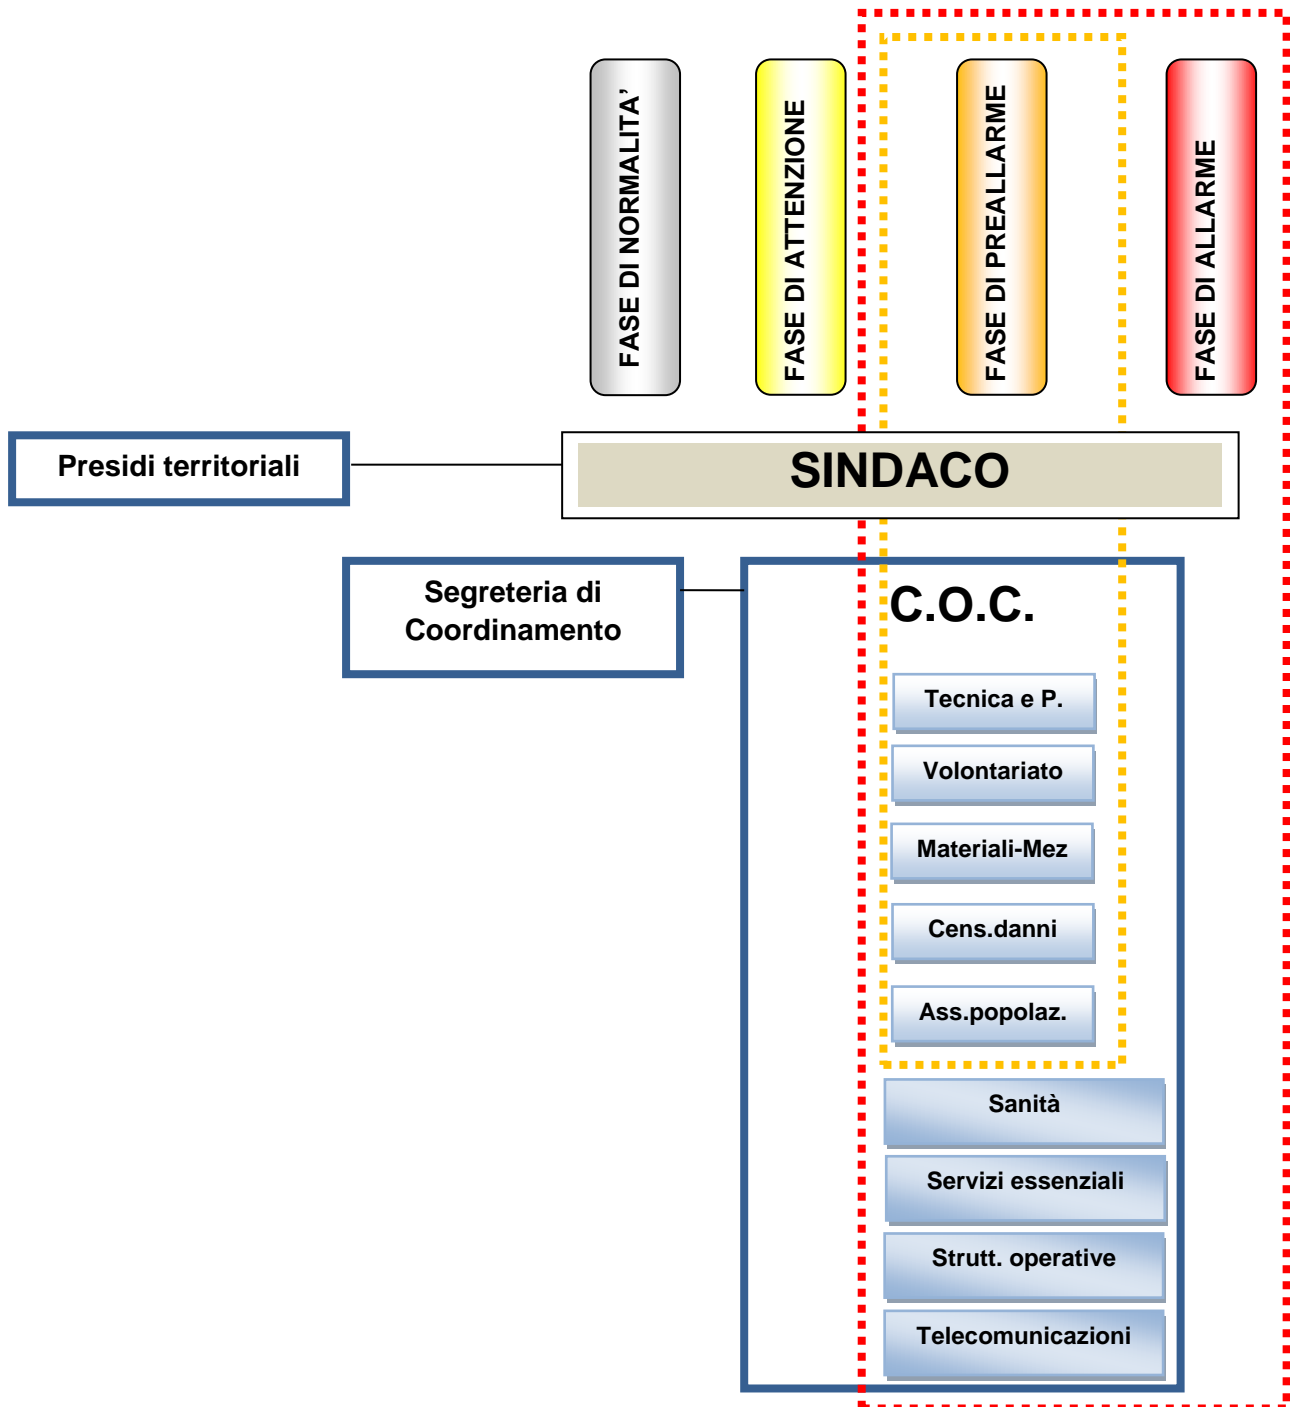 FASE DI NORMALITA’
FASE DI ATTENZIONE
FASE DI PREALLARME
FASE DI ALLARME
Presidi territoriali
SINDACO
Segreteria di
Coordinamento
C.O.C.
Tecnica e P.
Volontariato
Materiali-Mez
Cens.danni
Ass.popolaz.
Sanità
Servizi essenziali
Strutt. operative
Telecomunicazioni